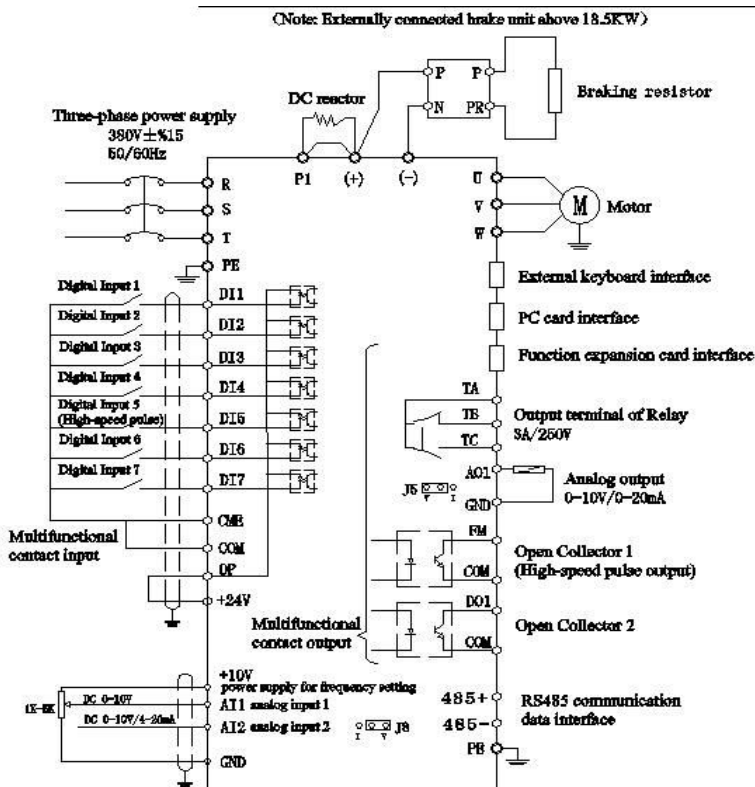 (Note: Externally connected brake unit above 18.5KW)
P
P
N
PR
Braking resistor
DC reactor
Three-phase power supply
380V±%15
50/60Hz
P1
(+)
(-)
R
S
T
PE
U
V
W
M
Motor
External keyboard interface
PC card interface
Function expansion card interface
Digital Input 1
DI1
Digital Input 2
DI2
Digital Input 3
DI3
Digital Input 4
DI4
Digital Input 5
(High-speed pulse)
DI5
Digital Input 6
DI6
Digital Input 7
DI7
CME
COM
OP
+24V
Multifunctional
contact input
TA
TB
TC
Output terminal of Relay
3A/250V
AO1
J5
V
I
GND
Analog output
0-10V/0-20mA
FM
COM
Open Collector 1
(High-speed pulse output)
DO1
COM
Open Collector 2
Multifunctional
contact output
+10V
power supply for frequency setting
1K-5K
DC 0-10V
AI1 analog input 1
DC 0-10V/4-20mA
AI2 analog input 2
J8
I
V
GND
485+
485-
RS485 communication
data interface
PE